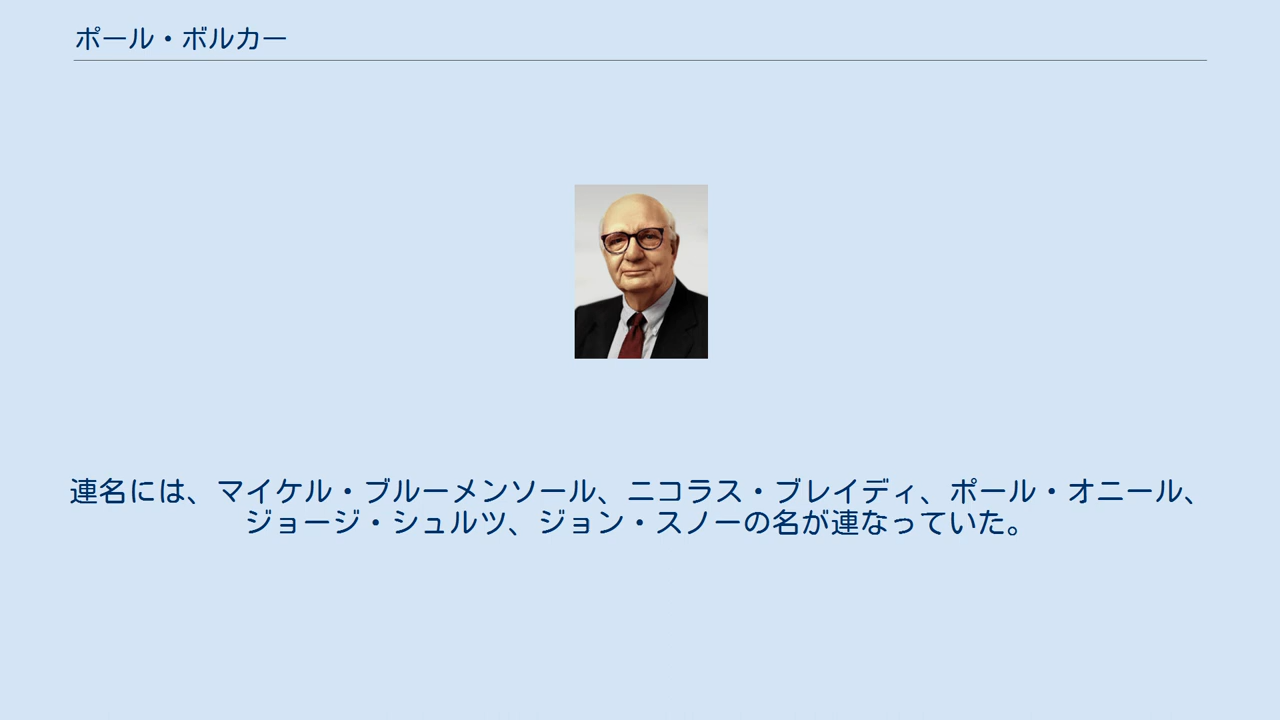 ポール・ボルカー
連名には、マイケル・ブルーメンソール、ニコラス・ブレイディ、ポール・オニール、
ジョージ・シュルツ、ジョン・スノーの名が連なっていた。